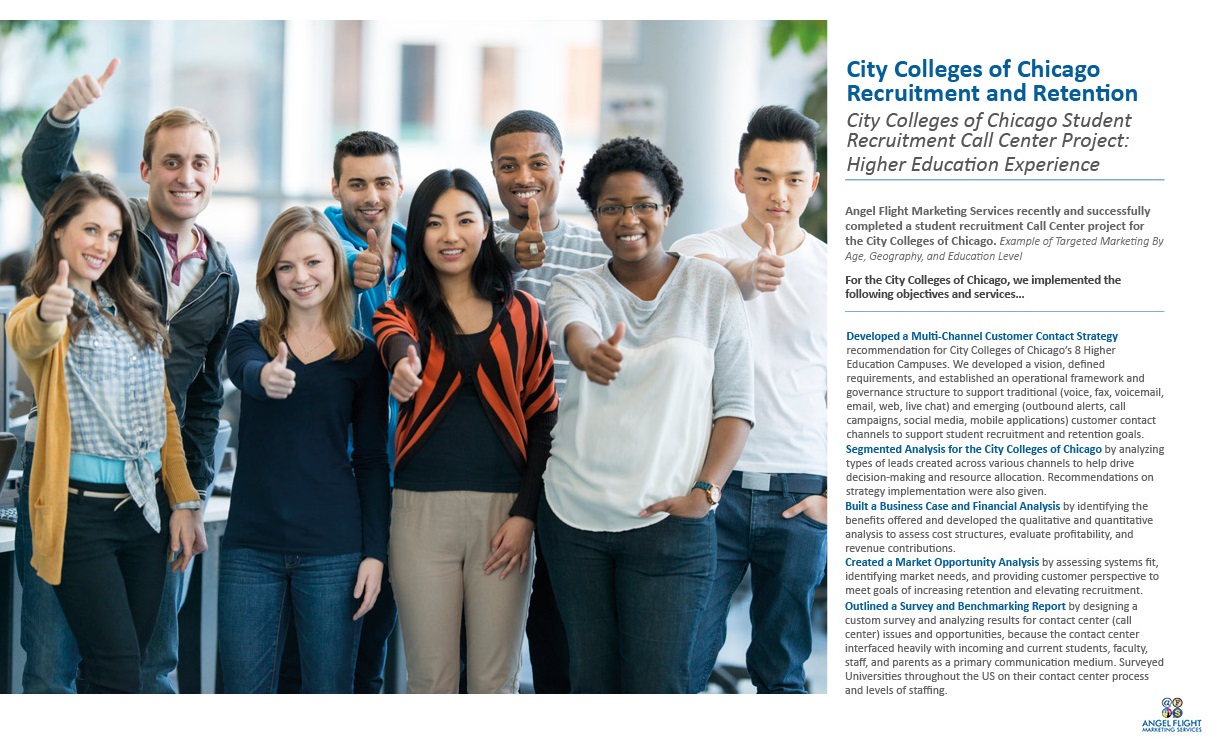 City Colleges of Chicago
Recruitment and Retention
City Colleges of Chicago Student
Recruitment Call Center Project:
Higher Education Experience
Angel Flight Marketing Services recently and successfully
completed a student recruitment Call Center project for
the City Colleges of Chicago. Example of Targeted Marketing By
Age, Geography, and Education Level
For the City Colleges of Chicago, we implemented the
following objectives and services...
Developed a Multi-Channel Customer Contact Strategy
recommendation for City Colleges of Chicago's 8 Higher
Education Campuses. We developed a vision, defined
requirements, and established an operational framework and
governance structure to support traditional (voice, fax, voicemail,
email, web, live chat) and emerging (outbound alerts, call
campaigns, social media, mobile applications) customer contact
channels to support student recruitment and retention goals.
Segmented Analysis for the City Colleges of Chicago by analyzing
types of leads created across various channels to help drive
decision-making and resource allocation. Recommendations on
strategy implementation were also given.
Built a Business Case and Financial Analysis by identifying the
benefits offered and developed the qualitative and quantitative
analysis to assess cost structures, evaluate profitability, and
revenue contributions.
Created a Market Opportunity Analysis by assessing systems fit,
identifying market needs, and providing customer perspective to
meet goals of increasing retention and elevating recruitment.
Outlined a Survey and Benchmarking Report by designing a
custom survey and analyzing results for contact center (call
center) issues and opportunities, because the contact center
interfaced heavily with incoming and current students, faculty,
staff, and parents as a primary communication medium. Surveyed
Universities throughout the US on their contact center process
and levels of staffing.
ANGEL FLIGHT
MARKETING SERVICES